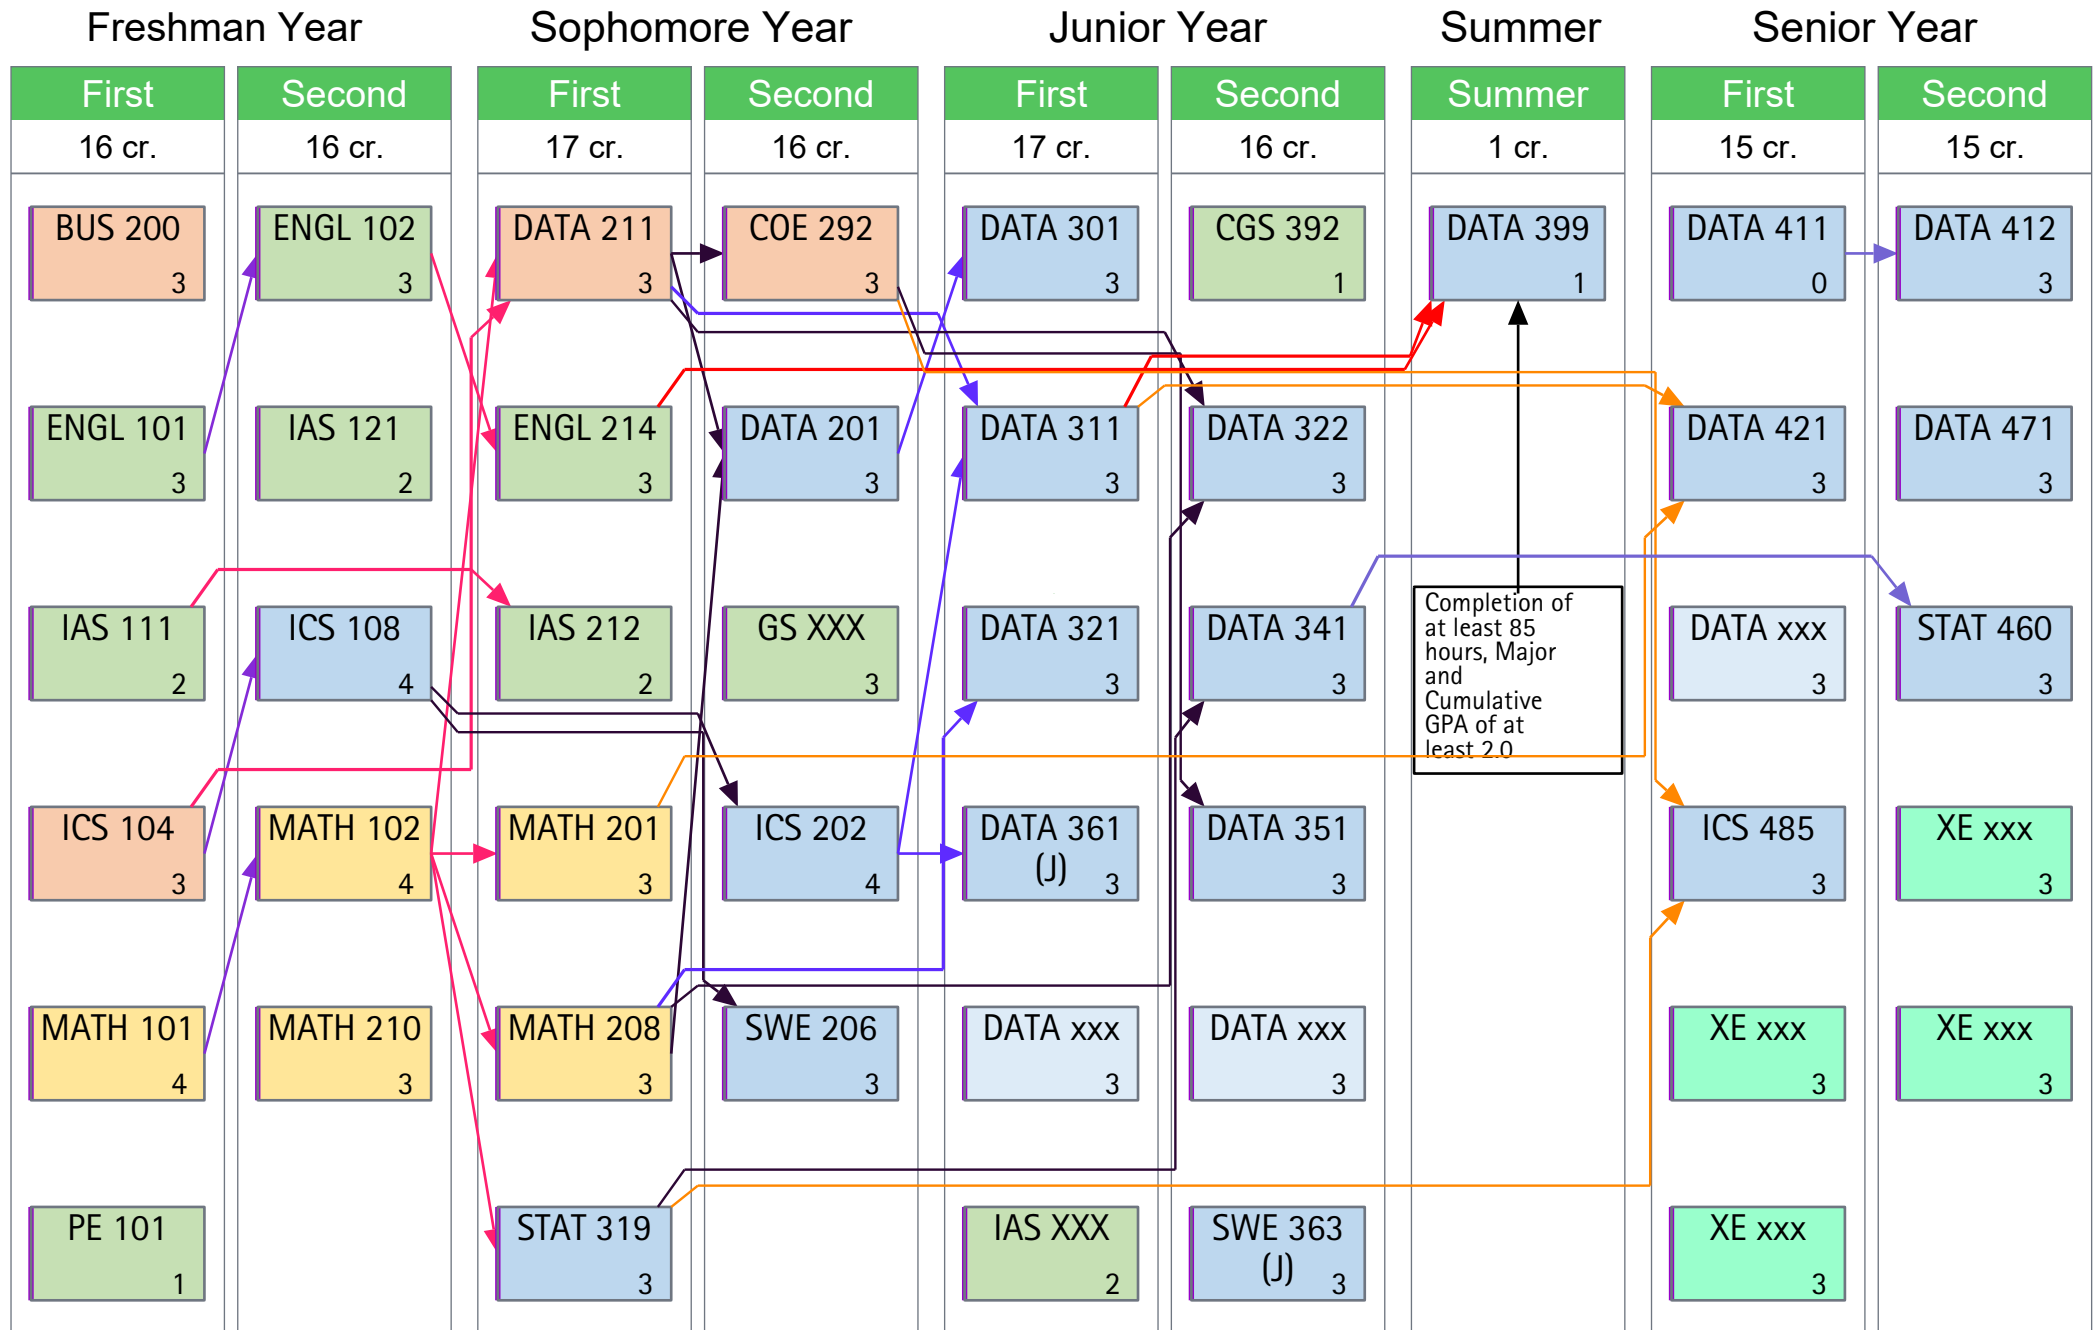 Freshman Year
Sophomore Year
Junior Year
Summer
Senior Year
First
Second
First
Second
First
Second
Summer
First
Second
16 cr.
16 cr.
17 cr.
16 cr.
17 cr.
16 cr.
1 cr.
15 cr.
15 cr.
BUS 200
3
ENGL 102
3
DATA 211
3
COE 292
3
DATA 301
3
CGS 392
1
DATA 399
1
DATA 411
0
DATA 412
3
ENGL 101
3
IAS 121
2
ENGL 214
3
DATA 201
3
DATA 311
3
DATA 322
3
DATA 421
3
DATA 471
3
IAS 111
2
ICS 108
4
IAS 212
2
GS XXX
3
DATA 321
3
DATA 341
3
Completion of
at least 85
hours, Major
and
Cumulative
GPA of at
least 2.0
DATA xxx
3
STAT 460
3
ICS 104
3
MATH 102
4
MATH 201
3
ICS 202
4
DATA 361
(J) 3
DATA 351
3
ICS 485
3
XE xxx
3
MATH 101
4
MATH 210
3
MATH 208
3
SWE 206
3
DATA xxx
3
DATA xxx
3
XE xxx
3
XE xxx
3
PE 101
1
STAT 319
3
IAS XXX
2
SWE 363
(J) 3
XE xxx
3